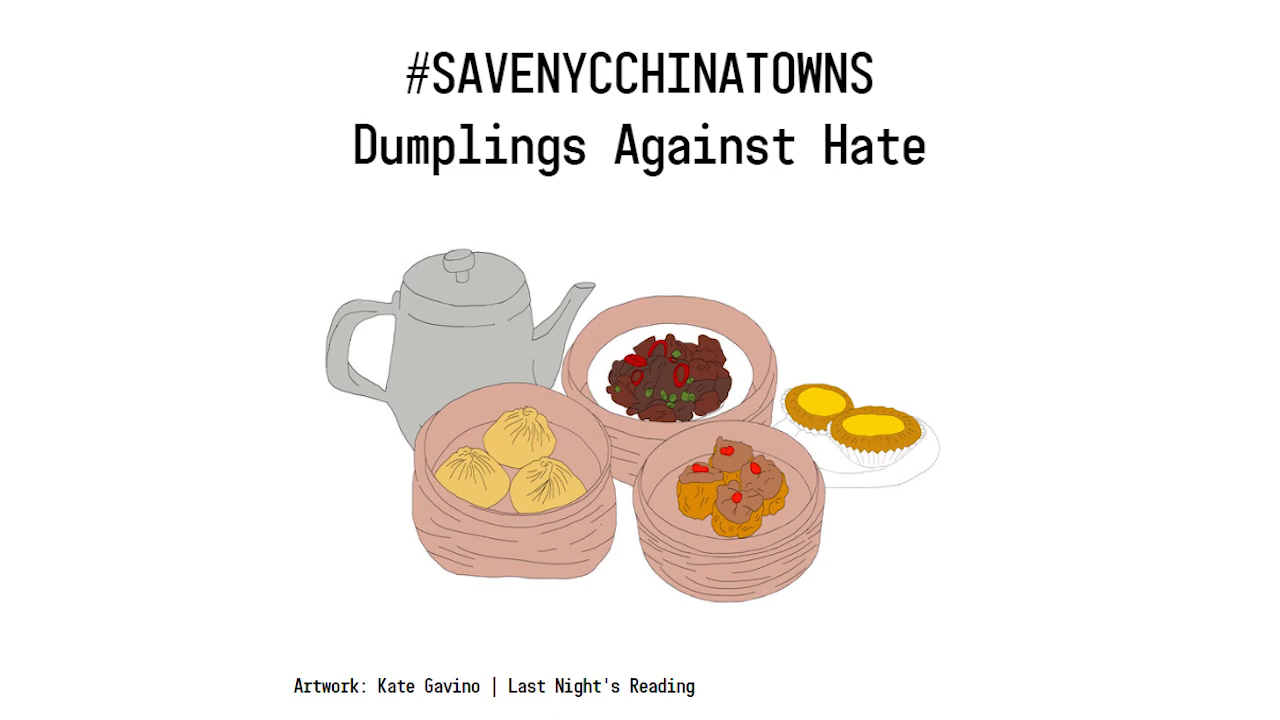 #SAVENYCCHINATOWNS
Dumplings Against Hate
Artwork: Kate Gavino | Last Night's Reading